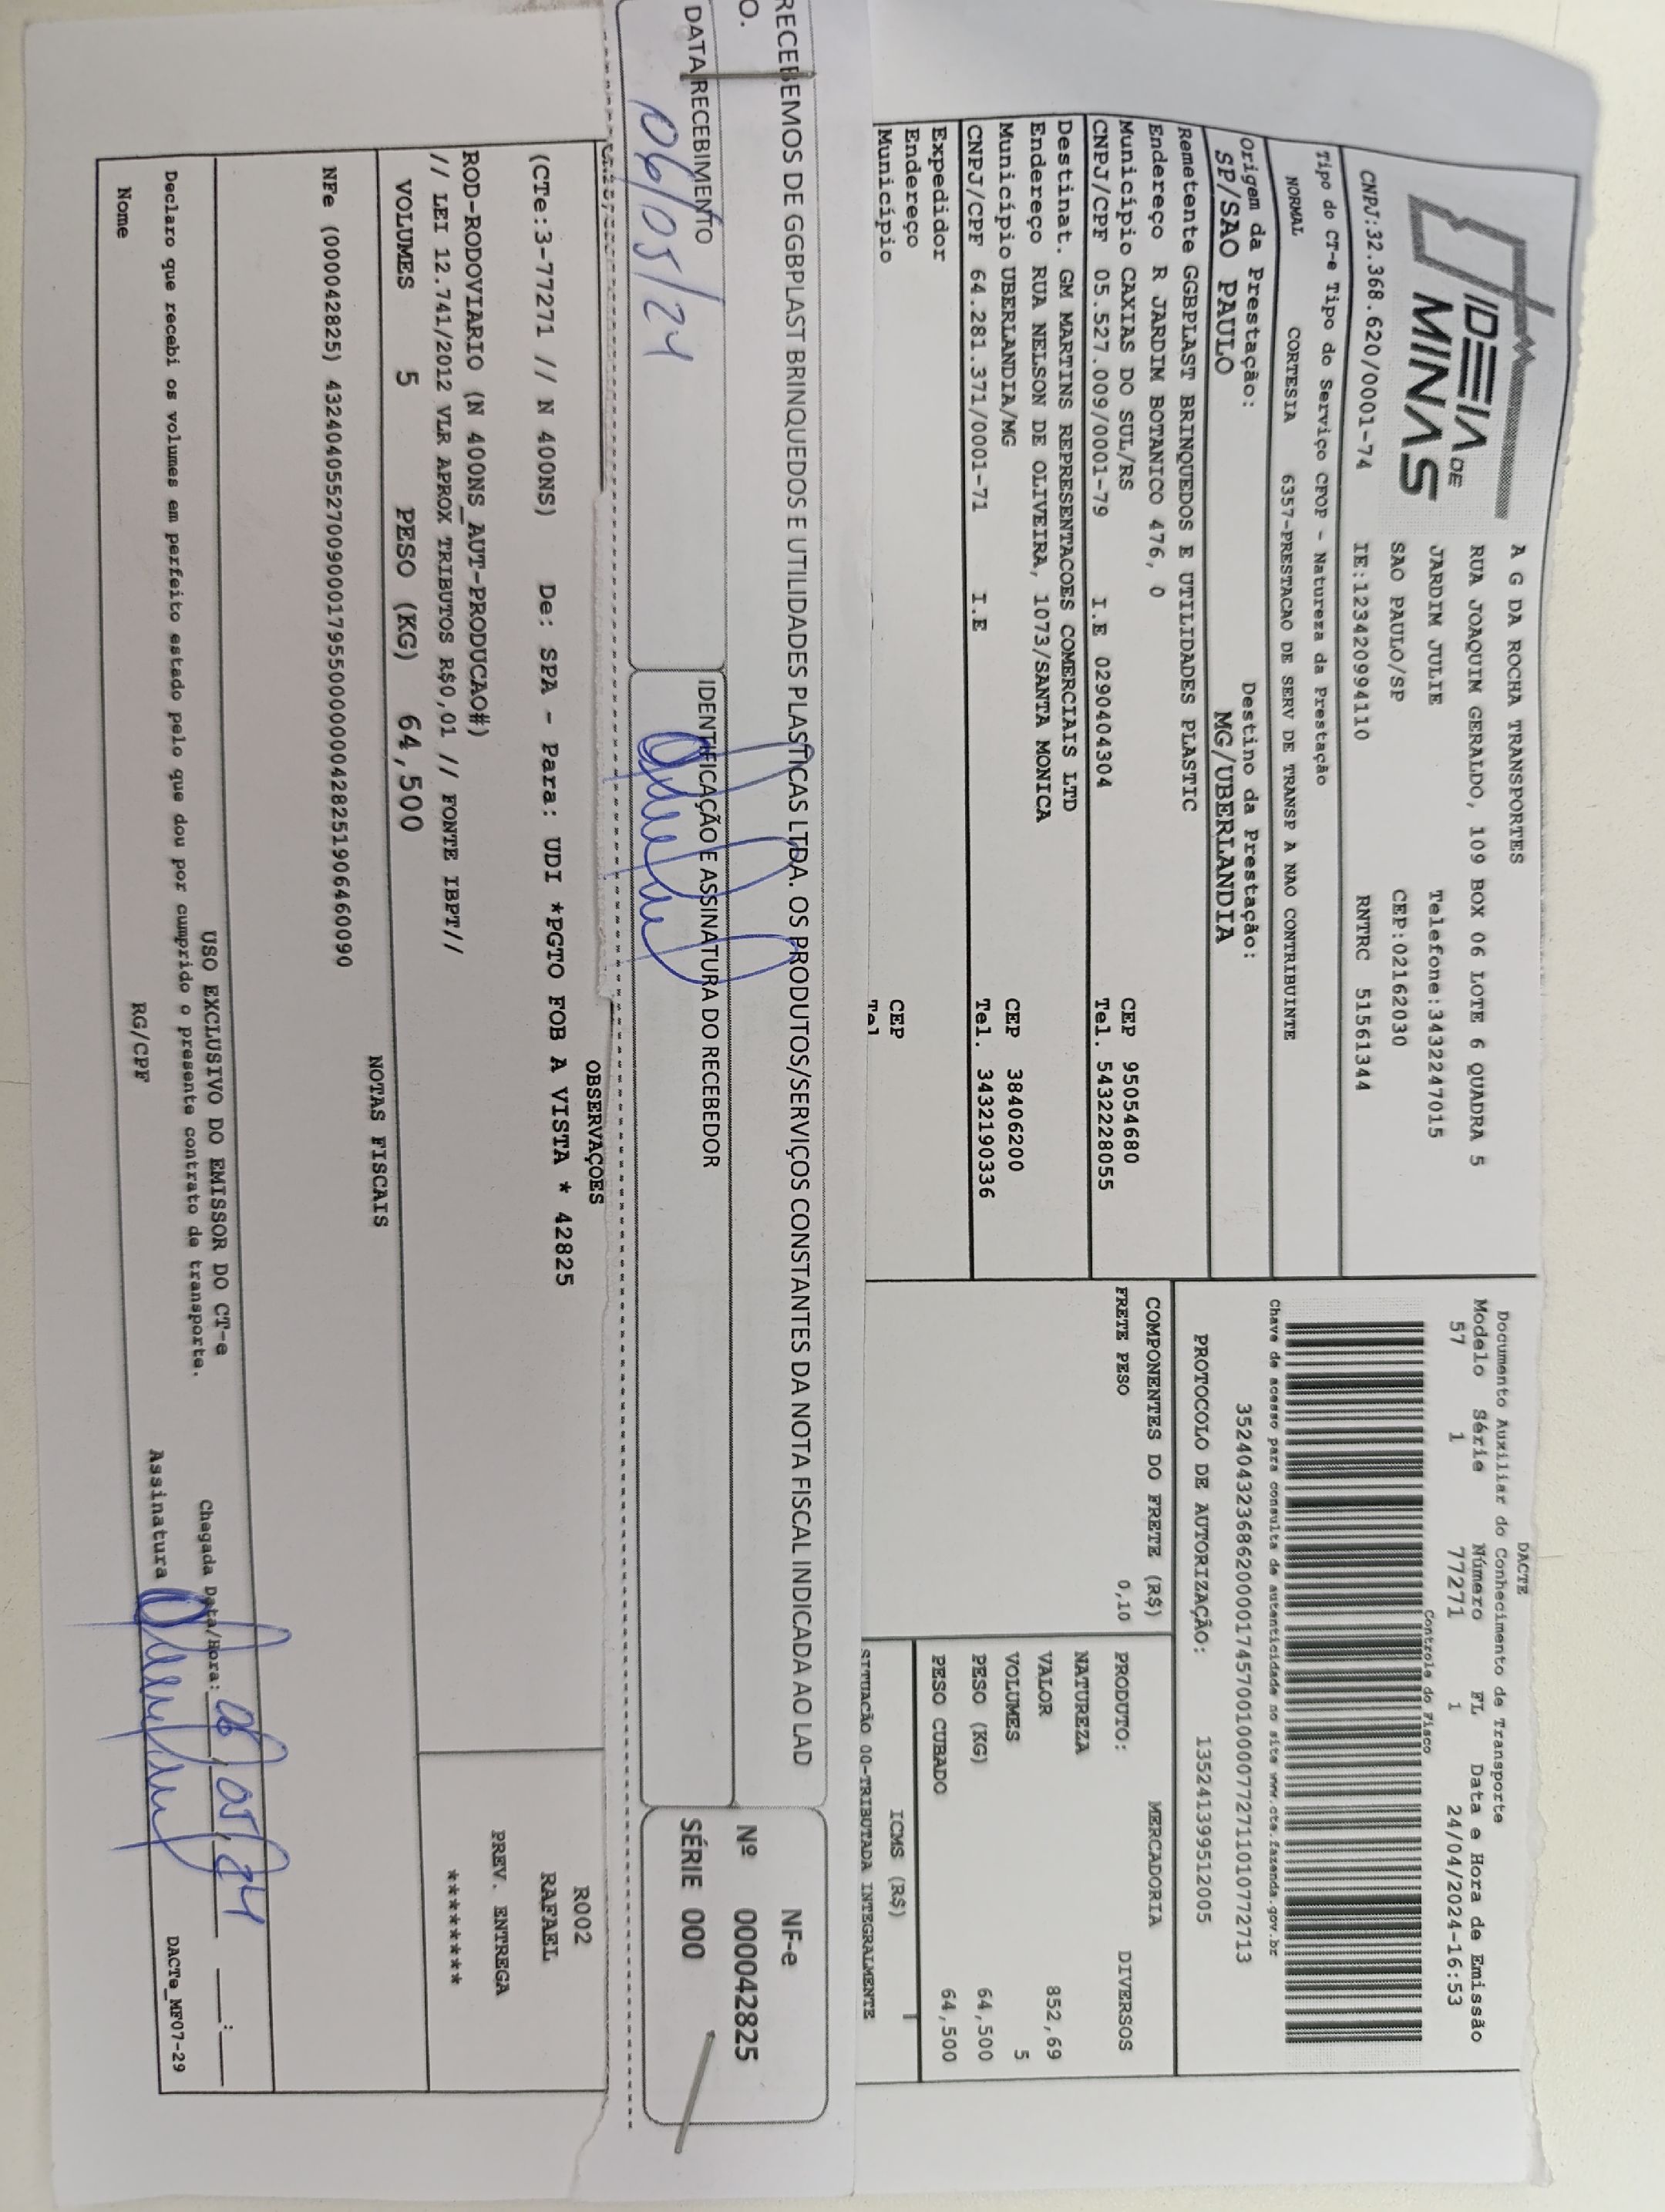 IDEIA DE
MINAS
A G DA ROCHA TRANSPORTES
RUA JOAQUIM GERALDO, 109 BOX 06 LOTE 6 QUADRA 5
JARDIM JULIE Telefone:3432247015
SAO PAULO/SP CEP:02162030
CNPJ:32.368.620/0001-74 IE:123420994110 RNTRC 51561344
Tipo do CT-e Tipo do Serviço CFOP - Natureza da Prestação
NORMAL CORTESIA 6357-PRESTACAO DE SERV DE TRANSP A NAO CONTRIBUINTE
Origem da Prestação: Destino da Prestação:
SP/SAO PAULO MG/UBERLANDIA
Remetente GGBPLAST BRINQUEDOS E UTILIDADES PLASTIC
Endereço R JARDIM BOTANICO 476, 0
Município CAXIAS DO SUL/RS CEP 95054680
CNPJ/CPF 05.527.009/0001-79 I.E 0290404304 Tel. 5432228055
Destinat. GM MARTINS REPRESENTACOES COMERCIAIS LTD
Endereço RUA NELSON DE OLIVEIRA, 1073/SANTA MONICA
Município UBERLANDIA/MG CEP 38406200
CNPJ/CPF 64.281.371/0001-71 I.E Tel. 3432190336
Expedidor
Endereço
Município CEP
Tel
DACTE
Documento Auxiliar do Conhecimento de Transporte
Modelo Série Número FL Data e Hora de Emissão
57 1 77271 1 24/04/2024-16:53
Controle do Fisco
Chave de acesso para consulta de autenticidade no site www.cte.fazenda.gov.br
35240432368620000174570010000772711010772713
PROTOCOLO DE AUTORIZAÇÃO: 135241399512005
COMPONENTES DO FRETE (R$)
FRETE PESO 0,10
MERCADORIA
PRODUTO: DIVERSOS
NATUREZA
VALOR 852,69
VOLUMES 5
PESO (KG) 64,500
PESO CUBADO 64,500
ICMS (R$)
SITUAÇÃO 00-TRIBUTADA INTEGRALMENTE
RECEBEMOS DE GGBPLAST BRINQUEDOS E UTILIDADES PLASTICAS LTDA. OS PRODUTOS/SERVIÇOS CONSTANTES DA NOTA FISCAL INDICADA AO LAD
O.
DATA RECEBIMENTO IDENTIFICAÇÃO E ASSINATURA DO RECEBEDOR
06/05/24
NF-e
Nº 000042825
SÉRIE 000
OBSERVAÇOES
(CTe:3-77271 // N 400NS) De: SPA - Para: UDI *PGTO FOB A VISTA * 42825
ROD-RODOVIARIO (N 400NS_AUT-PRODUCAO#)
// LEI 12.741/2012 VLR APROX TRIBUTOS R$0,01 // FONTE IBPT//
VOLUMES 5 PESO (KG) 64,500
R002
RAFAEL
PREV. ENTREGA
********
NOTAS FISCAIS
NFe (000042825) 43240405527009000179550000000428251906460090
USO EXCLUSIVO DO EMISSOR DO CT-e
Declaro que recebi os volumes em perfeito estado pelo que dou por cumprido o presente contrato de transporte.
Chegada Data/Hora: 06/05/24 __:__
Nome RG/CPF Assinatura
DACTe_MF07-29